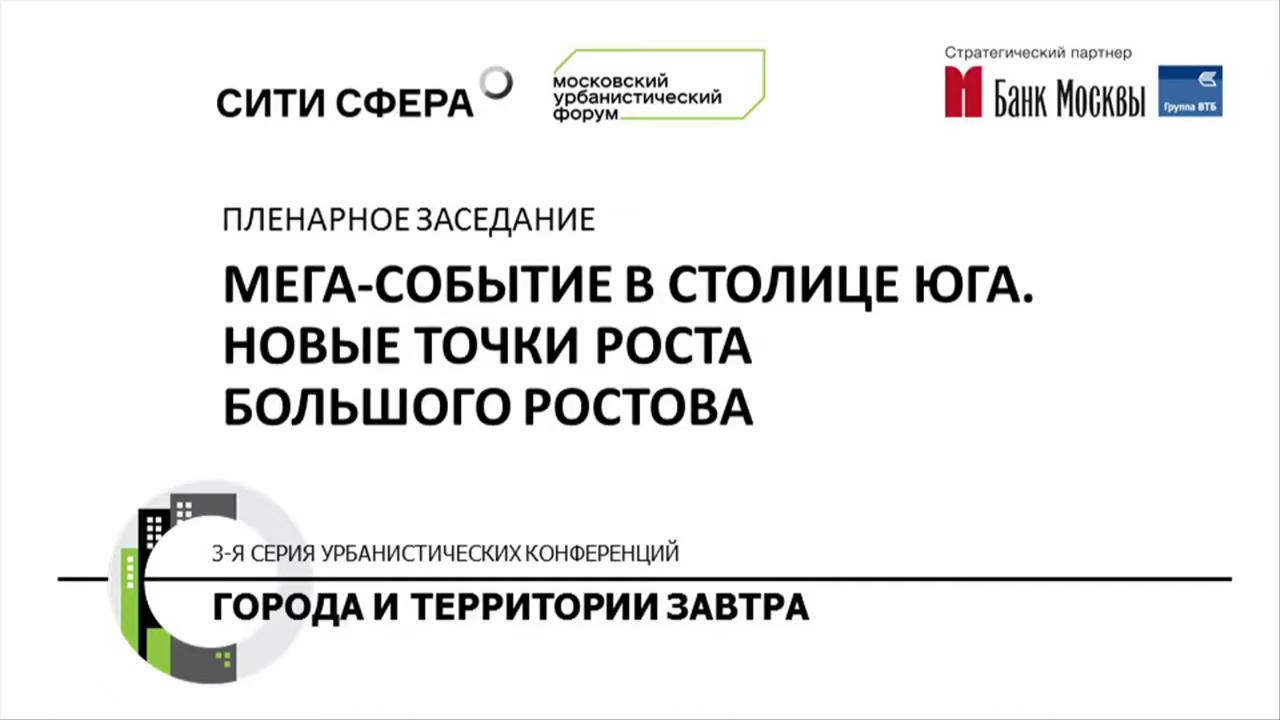 СИТИ СФЕРА
московский
урбанистический
форум
Стратегический партнер
Банк Москвы
Группа ВТБ
ПЛЕНАРНОЕ ЗАСЕДАНИЕ
МЕГА-СОБЫТИЕ В СТОЛИЦЕ ЮГА.
НОВЫЕ ТОЧКИ РОСТА
БОЛЬШОГО РОСТОВА
3-Я СЕРИЯ УРБАНИСТИЧЕСКИХ КОНФЕРЕНЦИЙ
ГОРОДА И ТЕРРИТОРИИ ЗАВТРА